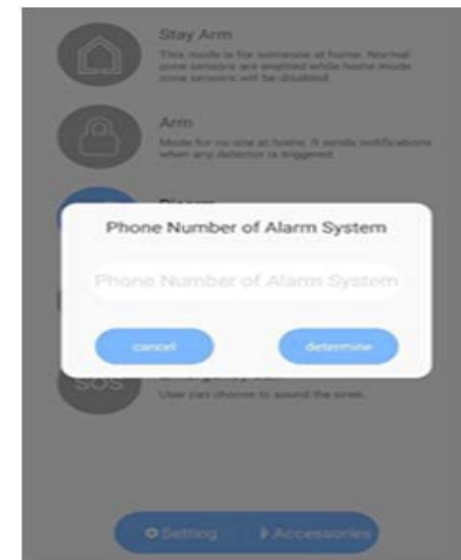 Stay Arm
This mode is for someone at home. Normal
zone sensors are enabled while home mode
zone sensors will be disabled.
Arm
Mode for no one at home, it sends notifications
when any detector is triggered.
Disarm
Phone Number of Alarm System
Phone Number of Alarm System
cancel
determine
SOS
User can choose to sound the siren.
Setting
Accessories